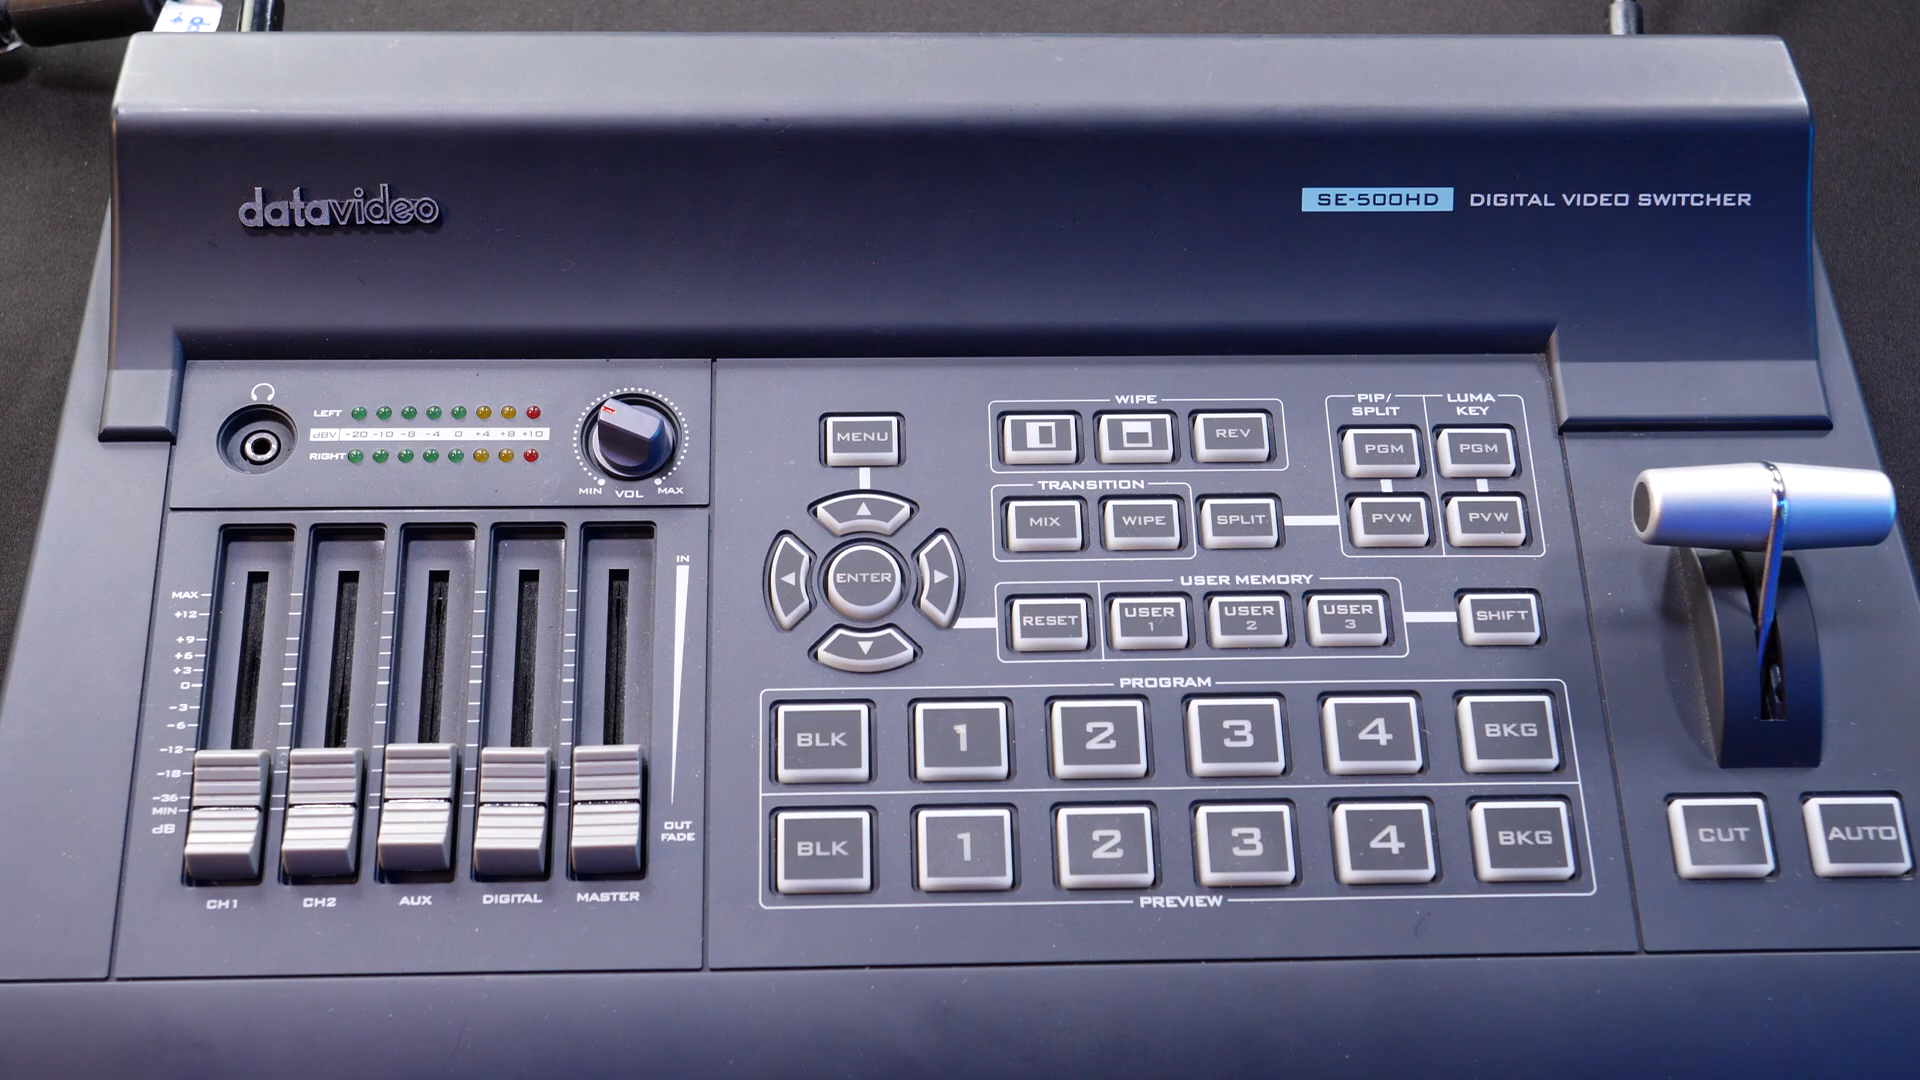 datavideo
SE-500HD DIGITAL VIDEO SWITCHER
LEFT
dBV -20 -10 -8 -4 0 +4 +8 +10
RIGHT
MIN VOL MAX
MAX
+12
+9
+6
+3
0
-3
-6
-12
-18
-36
MIN
dB
IN
OUT
FADE
CH1 CH2 AUX DIGITAL MASTER
MENU
ENTER
WIPE
REV
TRANSITION
MIX WIPE SPLIT
PIP/
SPLIT
PGM
PVW
LUMA
KEY
PGM
PVW
USER MEMORY
RESET USER 1 USER 2 USER 3 SHIFT
PROGRAM
BLK 1 2 3 4 BKG
BLK 1 2 3 4 BKG
PREVIEW
CUT AUTO